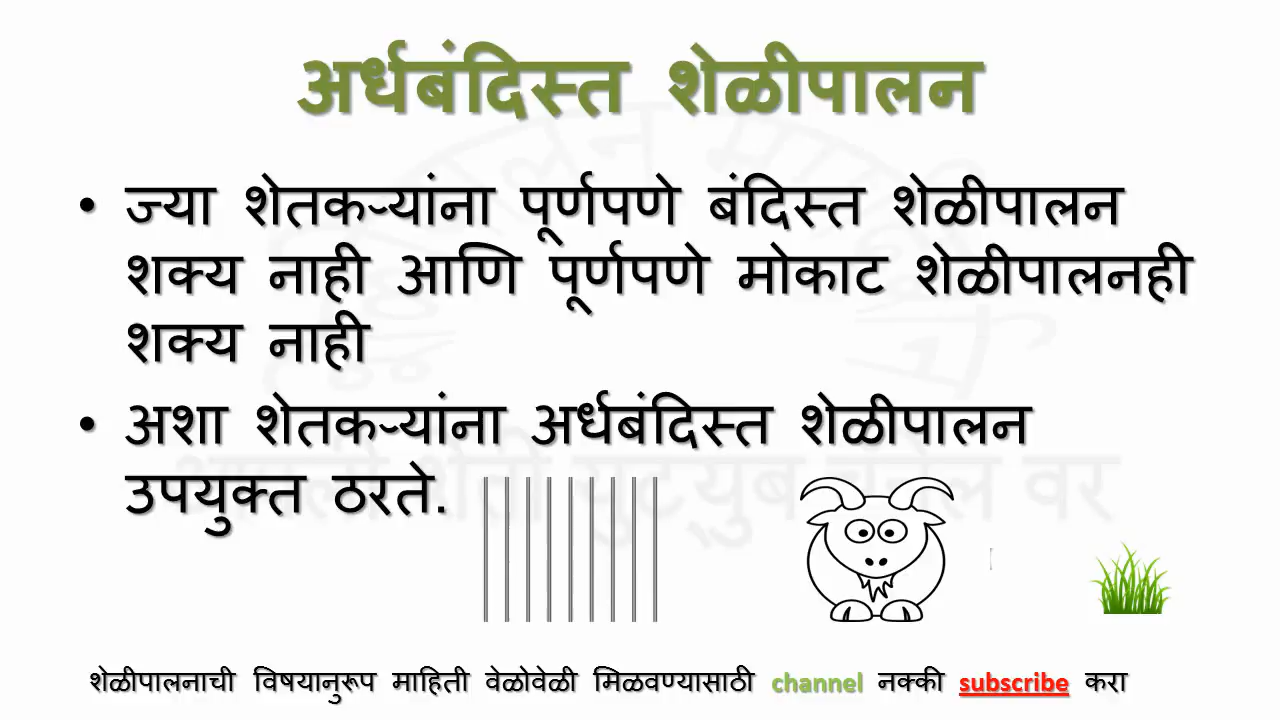 अर्धबंदिस्त शेळीपालन
• ज्या शेतकऱ्यांना पूर्णपणे बंदिस्त शेळीपालन
शक्य नाही आणि पूर्णपणे मोकाट शेळीपालनही
शक्य नाही
• अशा शेतकऱ्यांना अर्धबंदिस्त शेळीपालन
उपयुक्त ठरते.
शेळीपालनाची विषयानुरूप माहिती वेळोवेळी मिळवण्यासाठी channel नक्की subscribe करा